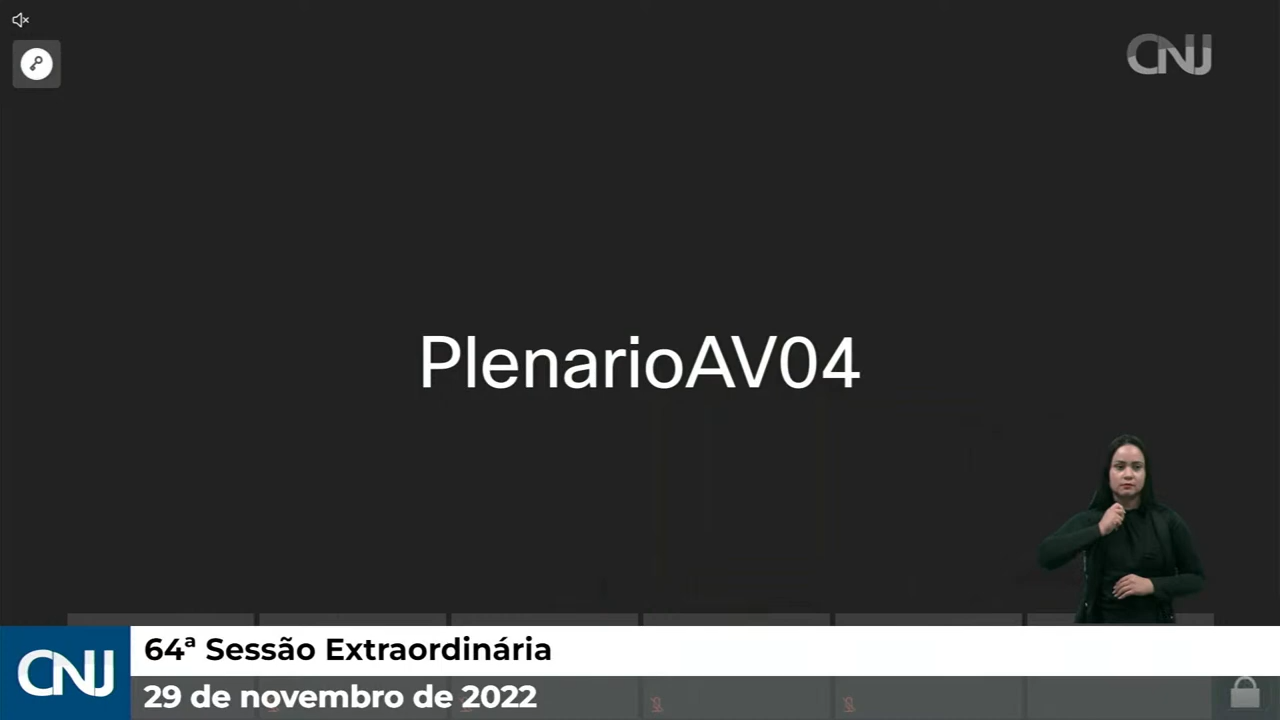 CNJ
PlenarioAV04
CNJ
64ª Sessão Extraordinária
29 de novembro de 2022